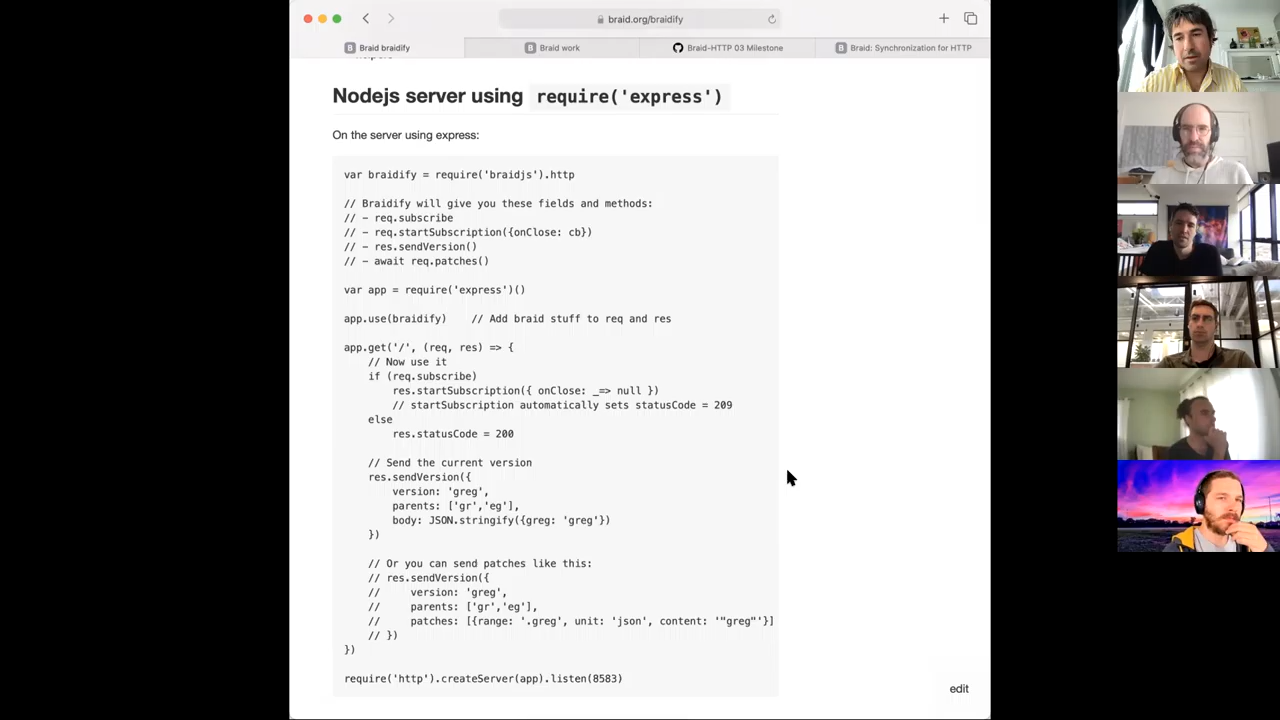 braid.org/braidify
Braid braidify
Braid work
Braid-HTTP 03 Milestone
Braid: Synchronization for HTTP
Nodejs server using require('express')
On the server using express:
var braidify = require('braidjs').http
// Braidify will give you these fields and methods:
// - req.subscribe
// - req.startSubscription({onClose: cb})
// - res.sendVersion()
// - await req.patches()
var app = require('express')()
app.use(braidify)    // Add braid stuff to req and res
app.get('/', (req, res) => {
    // Now use it
    if (req.subscribe)
        res.startSubscription({ onClose: _=> null })
        // startSubscription automatically sets statusCode = 209
    else
        res.statusCode = 200
    // Send the current version
    res.sendVersion({
        version: 'greg',
        parents: ['gr','eg'],
        body: JSON.stringify({greg: 'greg'})
    })
    // Or you can send patches like this:
    // res.sendVersion({
    //     version: 'greg',
    //     parents: ['gr','eg'],
    //     patches: [{range: '.greg', unit: 'json', content: '"greg"'}]
    // })
})
require('http').createServer(app).listen(8583)
edit